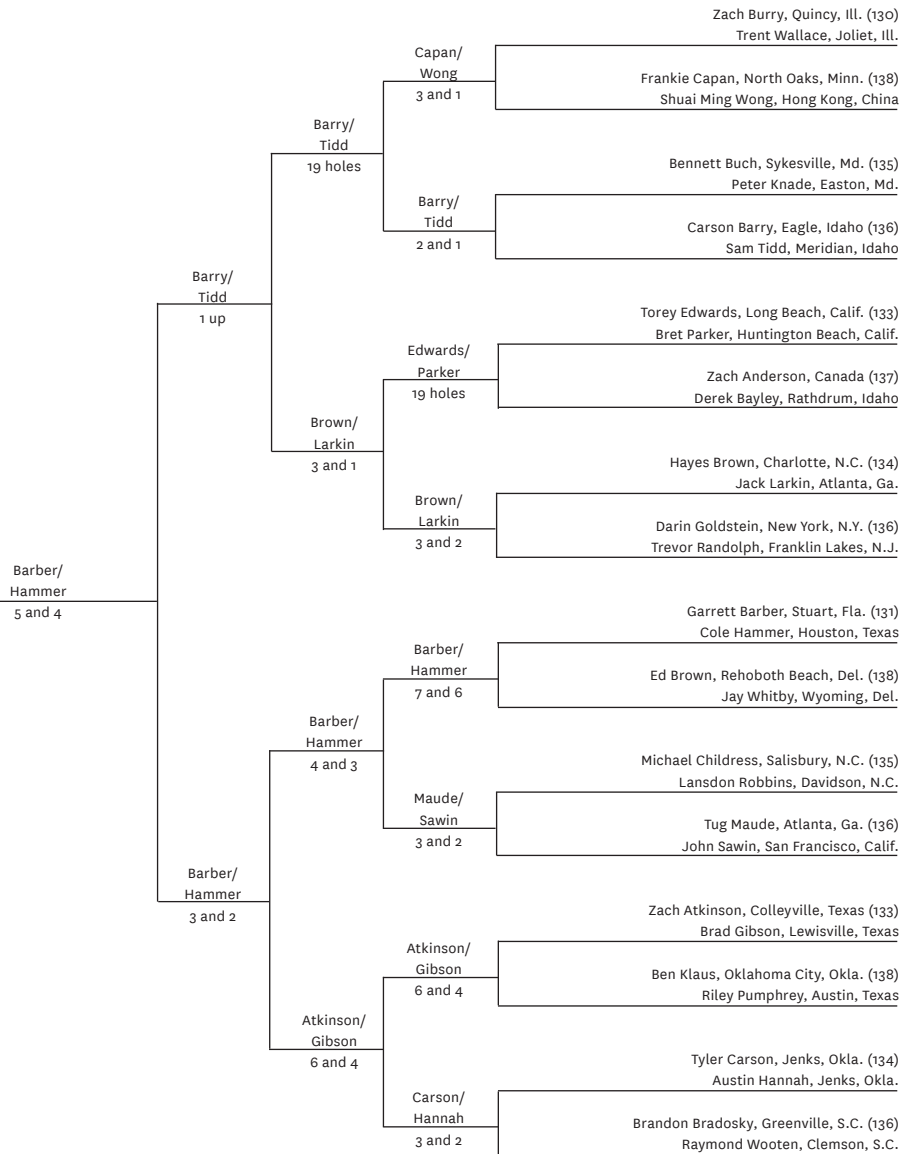 Zach Burry, Quincy, Ill. (130)
Trent Wallace, Joliet, Ill.
Capan/
Wong
3 and 1
Frankie Capan, North Oaks, Minn. (138)
Shuai Ming Wong, Hong Kong, China
Barry/
Tidd
19 holes
Bennett Buch, Sykesville, Md. (135)
Peter Knade, Easton, Md.
Barry/
Tidd
2 and 1
Carson Barry, Eagle, Idaho (136)
Sam Tidd, Meridian, Idaho
Barry/
Tidd
1 up
Torey Edwards, Long Beach, Calif. (133)
Bret Parker, Huntington Beach, Calif.
Edwards/
Parker
19 holes
Zach Anderson, Canada (137)
Derek Bayley, Rathdrum, Idaho
Brown/
Larkin
3 and 1
Hayes Brown, Charlotte, N.C. (134)
Jack Larkin, Atlanta, Ga.
Brown/
Larkin
3 and 2
Darin Goldstein, New York, N.Y. (136)
Trevor Randolph, Franklin Lakes, N.J.
Barber/
Hammer
5 and 4
Garrett Barber, Stuart, Fla. (131)
Cole Hammer, Houston, Texas
Barber/
Hammer
7 and 6
Ed Brown, Rehoboth Beach, Del. (138)
Jay Whitby, Wyoming, Del.
Barber/
Hammer
4 and 3
Michael Childress, Salisbury, N.C. (135)
Lansdon Robbins, Davidson, N.C.
Maude/
Sawin
3 and 2
Tug Maude, Atlanta, Ga. (136)
John Sawin, San Francisco, Calif.
Barber/
Hammer
3 and 2
Zach Atkinson, Colleyville, Texas (133)
Brad Gibson, Lewisville, Texas
Atkinson/
Gibson
6 and 4
Ben Klaus, Oklahoma City, Okla. (138)
Riley Pumphrey, Austin, Texas
Atkinson/
Gibson
6 and 4
Tyler Carson, Jenks, Okla. (134)
Austin Hannah, Jenks, Okla.
Carson/
Hannah
3 and 2
Brandon Bradosky, Greenville, S.C. (136)
Raymond Wooten, Clemson, S.C.